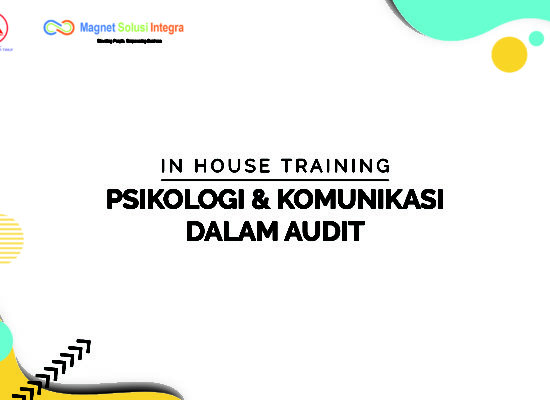 Magnet Solusi Integra
IN HOUSE TRAINING
PSIKOLOGI & KOMUNIKASI
DALAM AUDIT